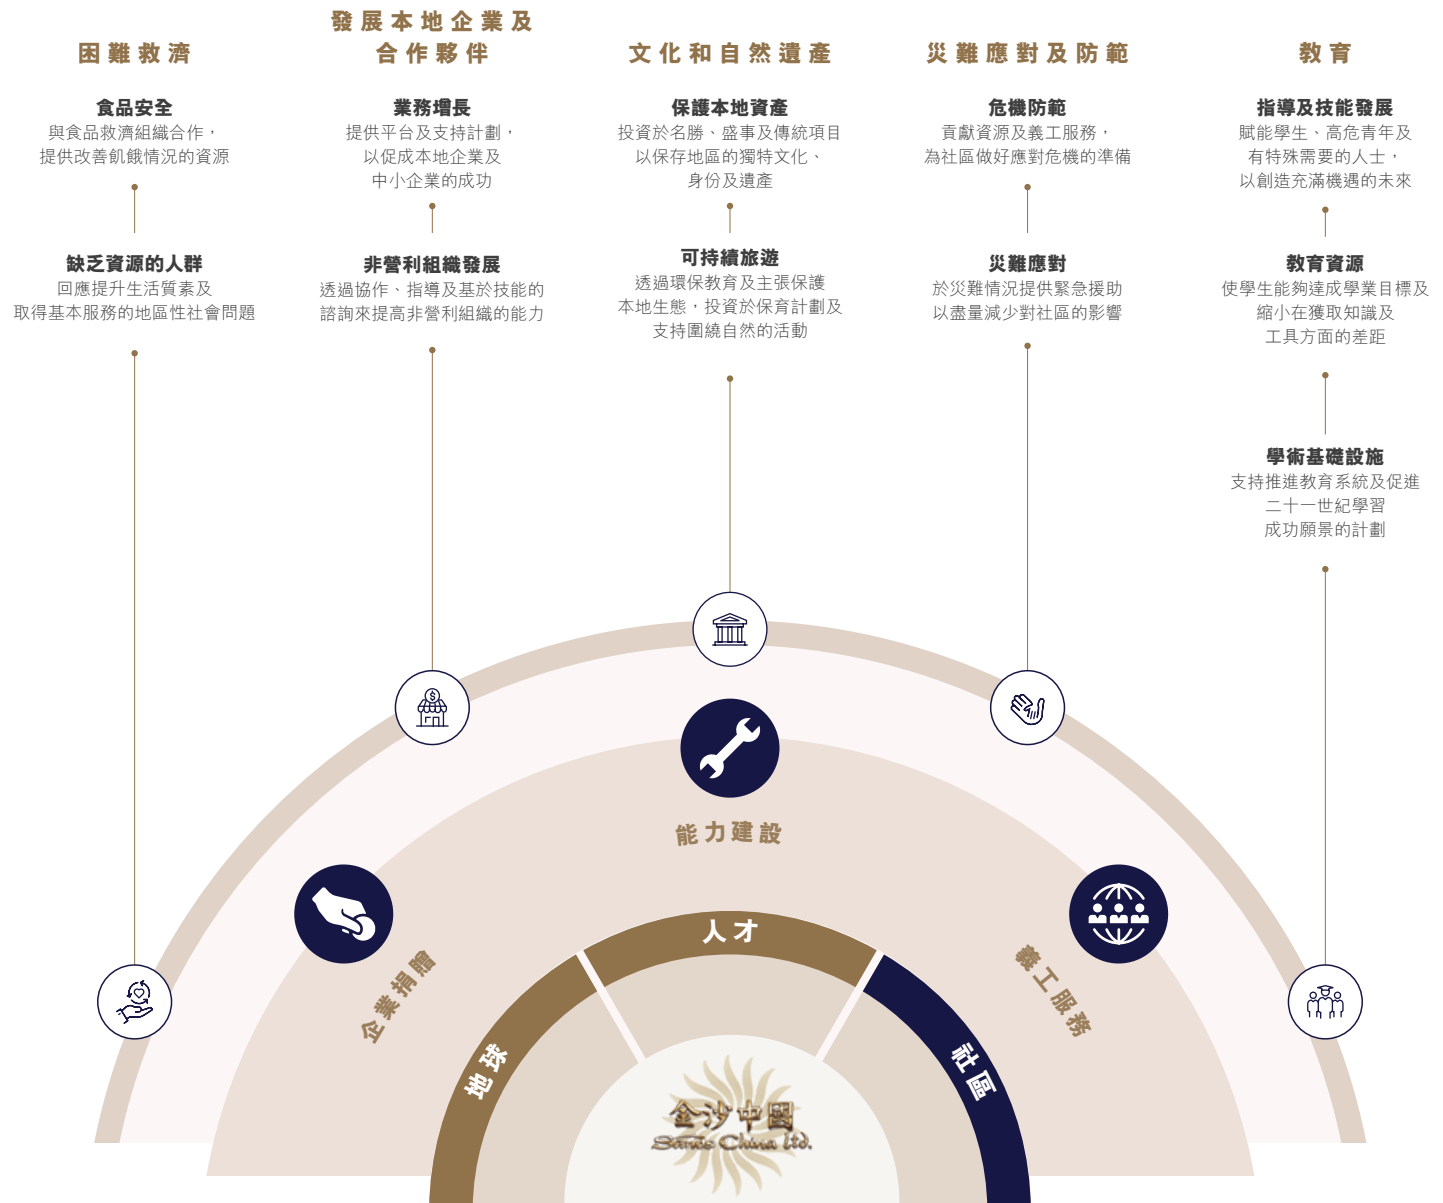 困難救濟
食品安全
與食品救濟組織合作，
提供改善飢餓情況的資源
缺乏資源的人群
回應提升生活質素及
取得基本服務的地區性社會問題
發展本地企業及
合作夥伴
業務增長
提供平台及支持計劃，
以促成本地企業及
中小企業的成功
非營利組織發展
透過協作、指導及基於技能的
諮詢來提高非營利組織的能力
文化和自然遺產
保護本地資產
投資於名勝、盛事及傳統項目
以保存地區的獨特文化、
身份及遺產
可持續旅遊
透過環保教育及主張保護
本地生態，投資於保育計劃及
支持圍繞自然的活動
災難應對及防範
危機防範
貢獻資源及義工服務，
為社區做好應對危機的準備
災難應對
於災難情況提供緊急援助
以盡量減少對社區的影響
教育
指導及技能發展
賦能學生、高危青年及
有特殊需要的人士，
以創造充滿機遇的未來
教育資源
使學生能夠達成學業目標及
縮小在獲取知識及
工具方面的差距
學術基礎設施
支持推進教育系統及促進
二十一世紀學習
成功願景的計劃
能力建設
企業捐贈
義工服務
人才
地球
社區
金沙中國
Sands China Ltd.